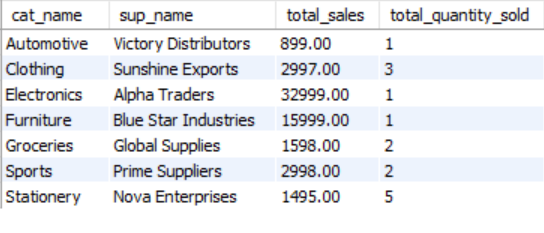 cat_name sup_name total_sales total_quantity_sold
Automotive Victory Distributors 899.00 1
Clothing Sunshine Exports 2997.00 3
Electronics Alpha Traders 32999.00 1
Furniture Blue Star Industries 15999.00 1
Groceries Global Supplies 1598.00 2
Sports Prime Suppliers 2998.00 2
Stationery Nova Enterprises 1495.00 5